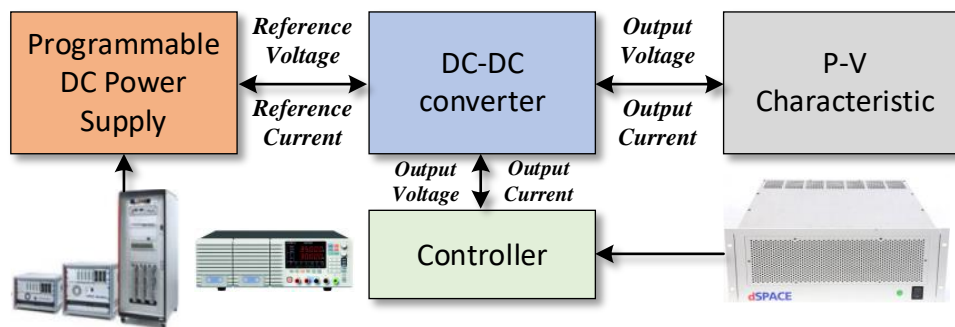 Programmable
DC Power
Supply
Reference
Voltage
Reference
Current
DC-DC
converter
Output
Voltage
Output
Current
P-V
Characteristic
Output
Voltage
Output
Current
Controller
dSPACE